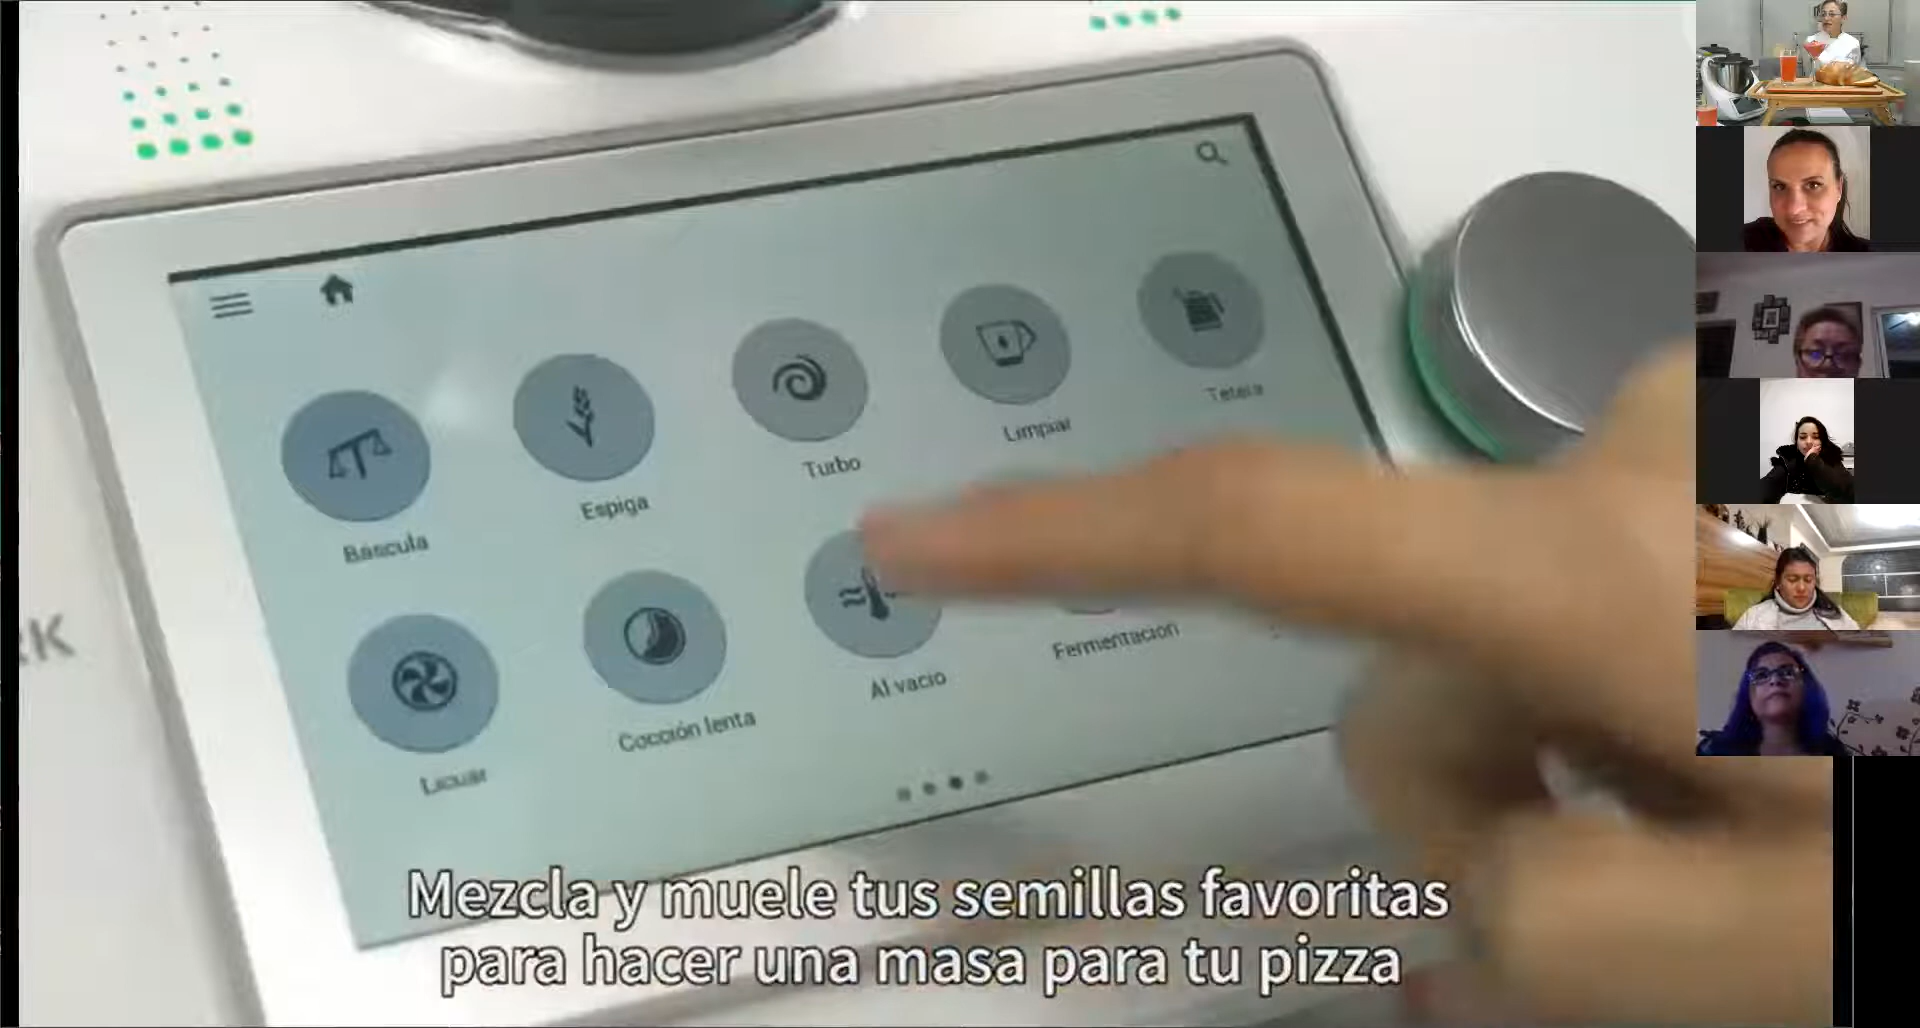 Báscula
Espiga
Turbo
Limpiar
Tetera
Licuar
Cocción lenta
Al vacío
Fermentación
RK
Mezcla y muele tus semillas favoritas
para hacer una masa para tu pizza